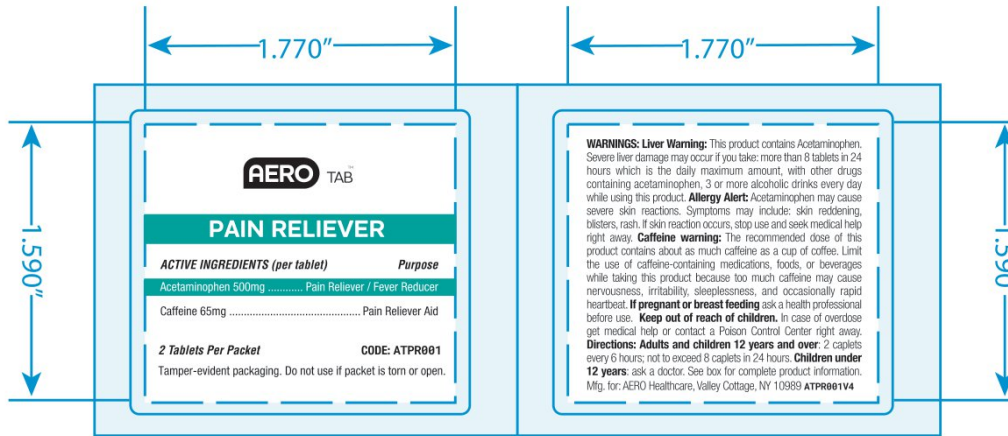 1.770”
1.770”
1.590”
1.590
AERO TAB™
PAIN RELIEVER
ACTIVE INGREDIENTS (per tablet) Purpose
Acetaminophen 500mg ............ Pain Reliever / Fever Reducer
Caffeine 65mg ............................................. Pain Reliever Aid
2 Tablets Per Packet CODE: ATPR001
Tamper-evident packaging. Do not use if packet is torn or open.
WARNINGS: Liver Warning: This product contains Acetaminophen.
Severe liver damage may occur if you take: more than 8 tablets in 24
hours which is the daily maximum amount, with other drugs
containing acetaminophen, 3 or more alcoholic drinks every day
while using this product. Allergy Alert: Acetaminophen may cause
severe skin reactions. Symptoms may include: skin reddening,
blisters, rash. If skin reaction occurs, stop use and seek medical help
right away. Caffeine warning: The recommended dose of this
product contains about as much caffeine as a cup of coffee. Limit
the use of caffeine-containing medications, foods, or beverages
while taking this product because too much caffeine may cause
nervousness, irritability, sleeplessness, and occasionally rapid
heartbeat. If pregnant or breast feeding ask a health professional
before use. Keep out of reach of children. In case of overdose
get medical help or contact a Poison Control Center right away.
Directions: Adults and children 12 years and over: 2 caplets
every 6 hours; not to exceed 8 caplets in 24 hours. Children under
12 years: ask a doctor. See box for complete product information.
Mfg. for: AERO Healthcare, Valley Cottage, NY 10989 ATPR001V4